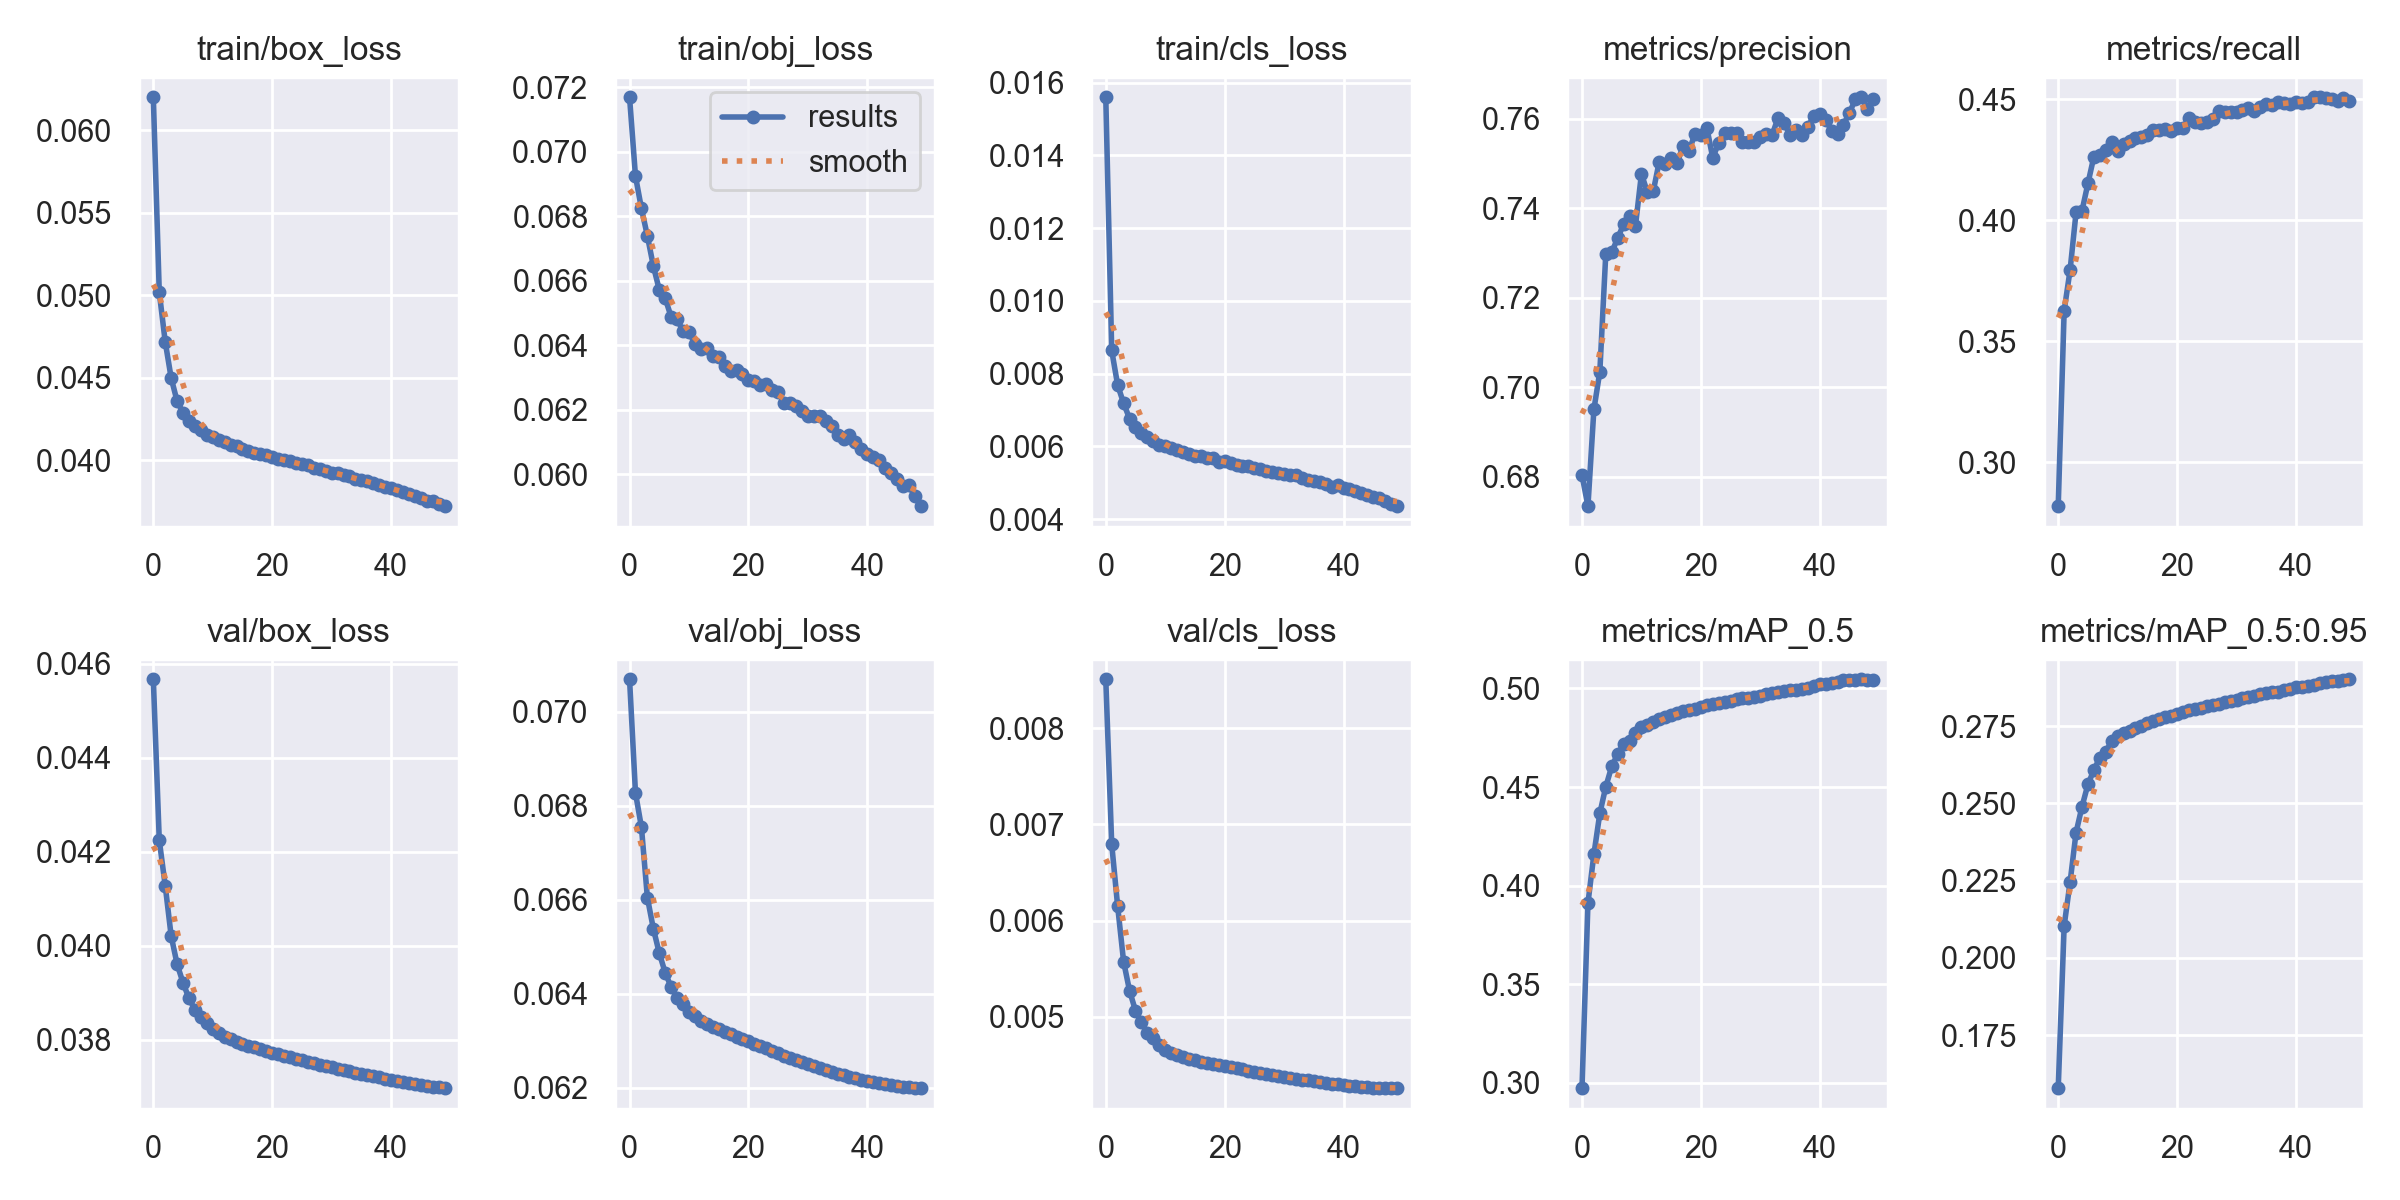 train/box_loss
0.060
0.055
0.050
0.045
0.040
0 20 40
train/obj_loss
results
smooth
0.072
0.070
0.068
0.066
0.064
0.062
0.060
0 20 40
train/cls_loss
0.016
0.014
0.012
0.010
0.008
0.006
0.004
0 20 40
metrics/precision
0.76
0.74
0.72
0.70
0.68
0 20 40
metrics/recall
0.45
0.40
0.35
0.30
0 20 40
val/box_loss
0.046
0.044
0.042
0.040
0.038
0 20 40
val/obj_loss
0.070
0.068
0.066
0.064
0.062
0 20 40
val/cls_loss
0.008
0.007
0.006
0.005
0 20 40
metrics/mAP_0.5
0.50
0.45
0.40
0.35
0.30
0 20 40
metrics/mAP_0.5:0.95
0.275
0.250
0.225
0.200
0.175
0 20 40